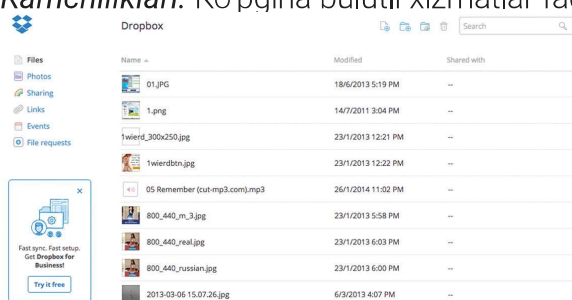 Kamchiliklari. Ko'pgina bulutli xizmatlar
Dropbox
Search
Files
Photos
Sharing
Links
Events
File requests
Fast sync. Fast setup.
Get Dropbox for
Business!
Try it free
Name Modified Shared with
01.JPG 18/6/2013 5:19 PM --
1.png 14/7/2011 3:04 PM --
1wierd_300x250.jpg 23/1/2013 12:21 PM --
1wierdbtn.jpg 23/1/2013 12:22 PM --
05 Remember (cut-mp3.com).mp3 26/1/2014 11:02 PM --
800_440_m_3.jpg 23/1/2013 5:58 PM --
800_440_real.jpg 23/1/2013 6:03 PM --
800_440_russian.jpg 23/1/2013 6:00 PM --
2013-03-06 15.07.26.jpg 6/3/2013 4:07 PM --